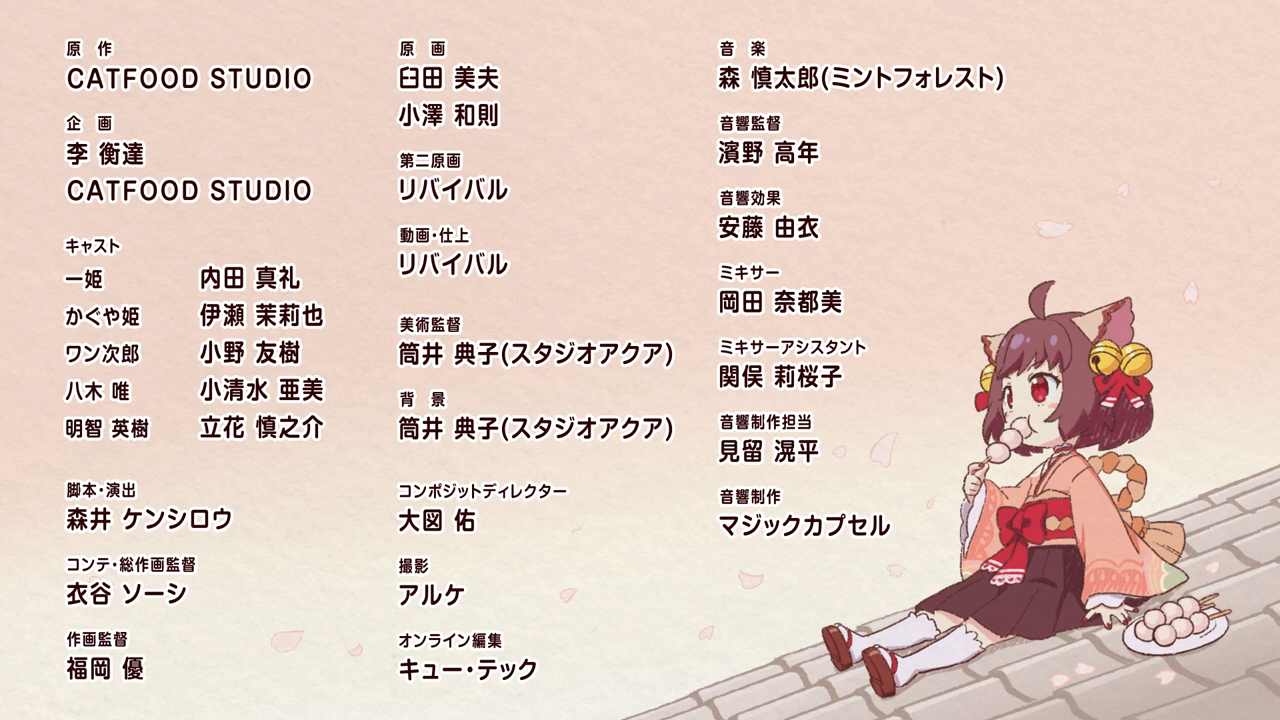 原　作
CATFOOD STUDIO
企　画
李 衡達
CATFOOD STUDIO
キャスト
一姫　内田 真礼
かぐや姫　伊瀬 茉莉也
ワン次郎　小野 友樹
八木 唯　小清水 亜美
明智 英樹　立花 慎之介
脚本・演出
森井 ケンシロウ
コンテ・総作画監督
衣谷 ソーシ
作画監督
福岡 優
原　画
臼田 美夫
小澤 和則
第二原画
リバイバル
動画・仕上
リバイバル
美術監督
筒井 典子(スタジオアクア)
背　景
筒井 典子(スタジオアクア)
コンポジットディレクター
大図 佑
撮影
アルケ
オンライン編集
キュー・テック
音　楽
森 慎太郎(ミントフォレスト)
音響監督
濱野 高年
音響効果
安藤 由衣
ミキサー
岡田 奈都美
ミキサーアシスタント
関俣 莉桜子
音響制作担当
見留 滉平
音響制作
マジックカプセル